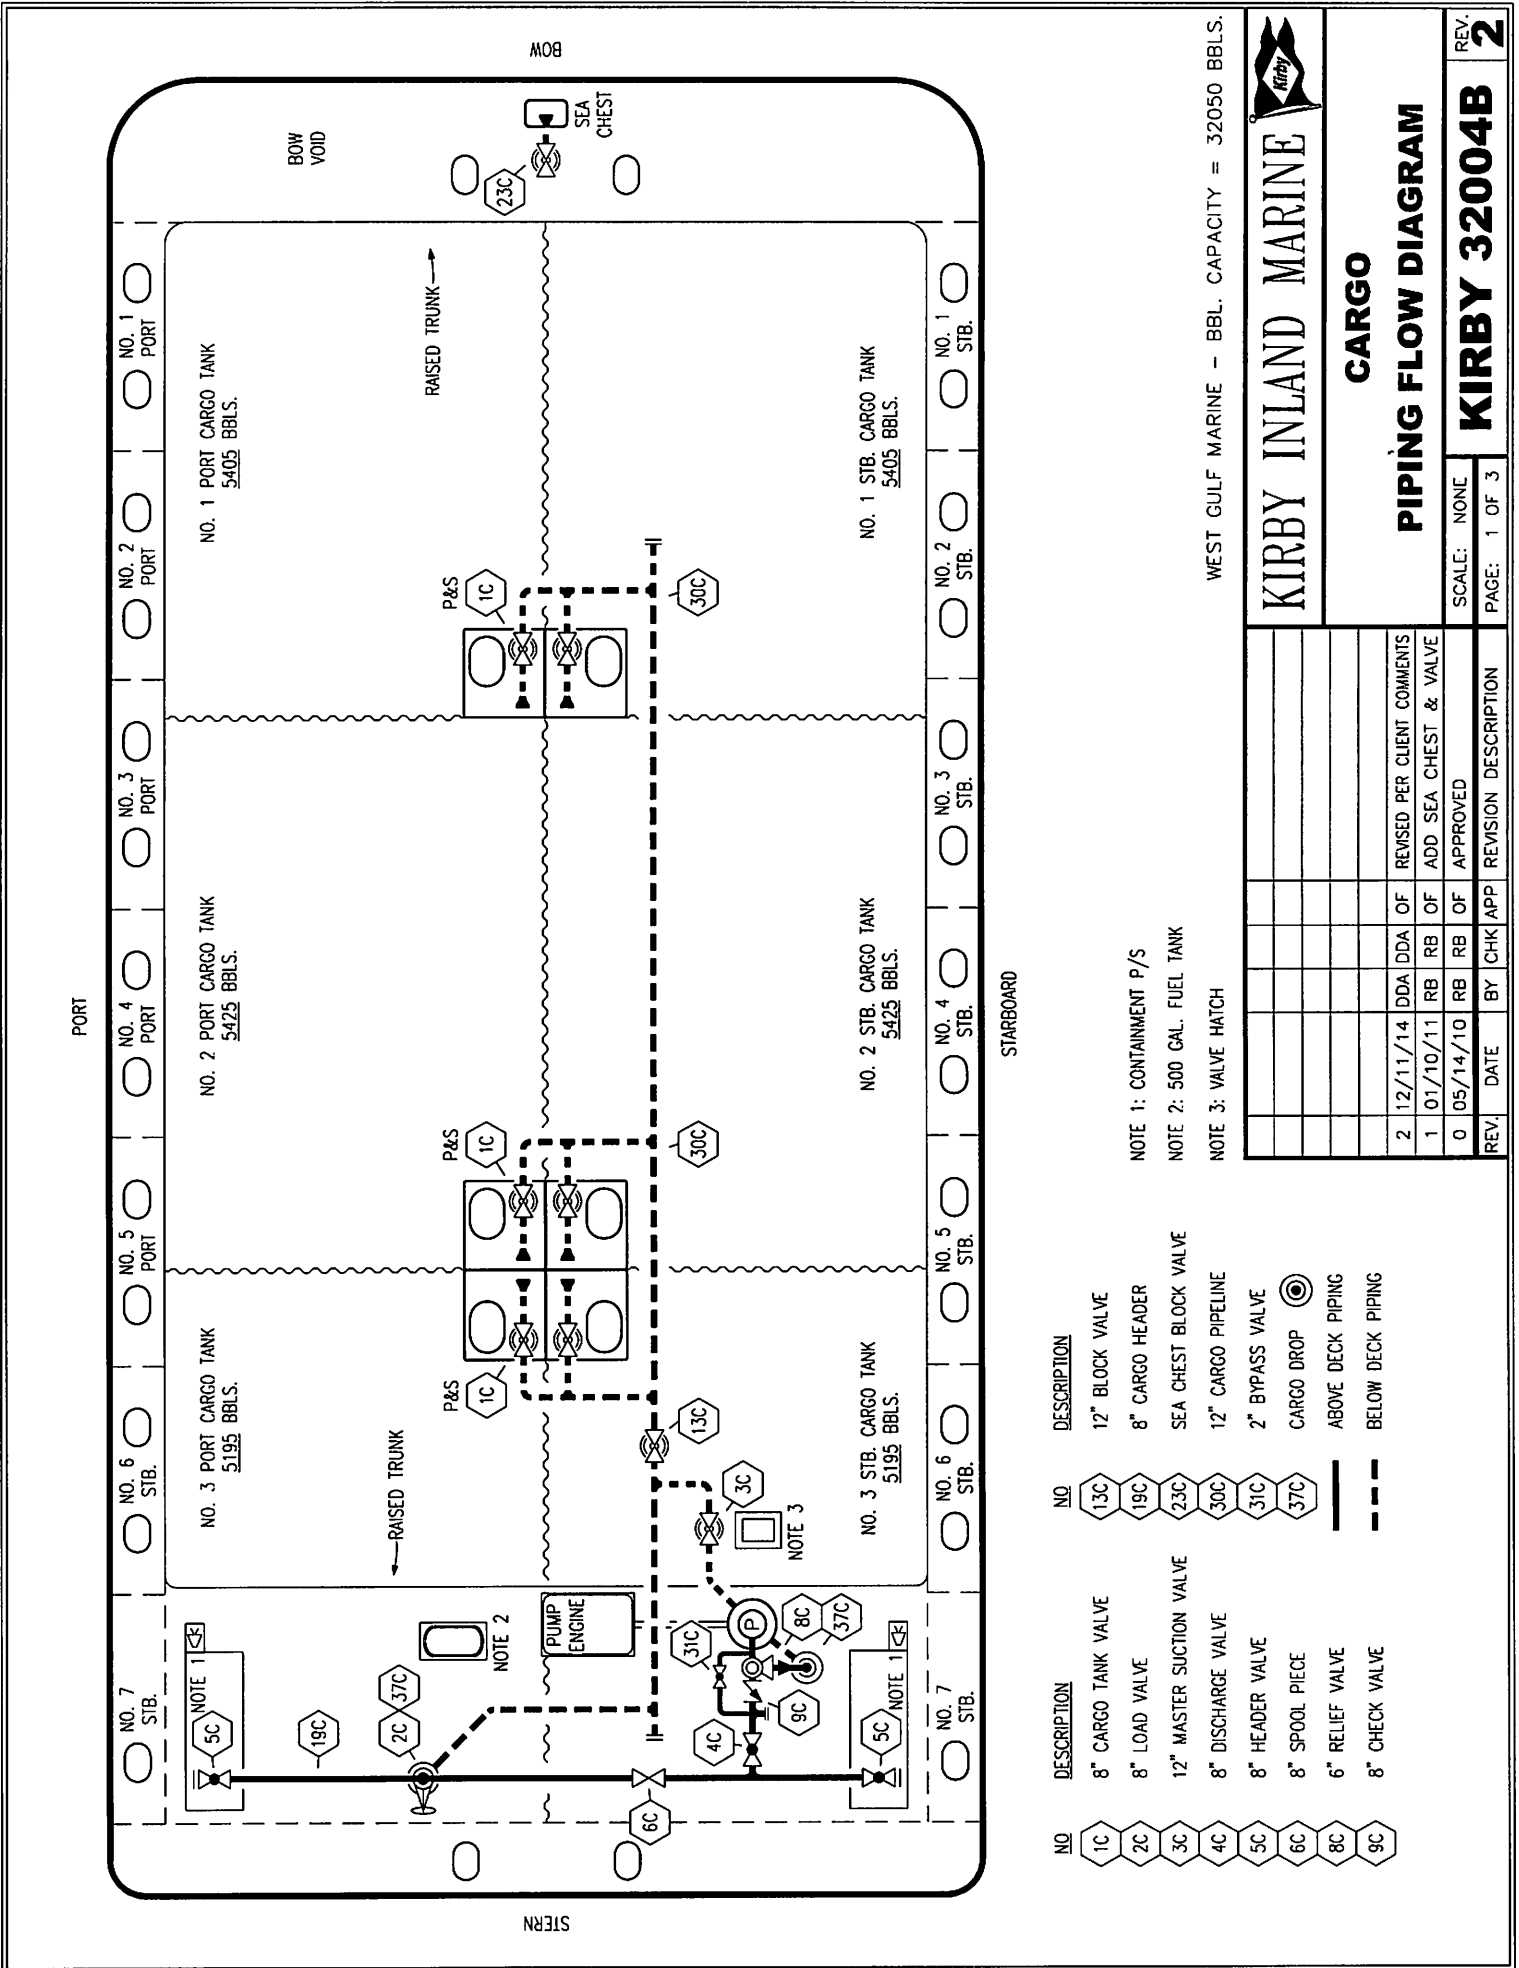 PORT
NO. 7
STB.
NO. 6
STB.
NO. 5
PORT
NO. 4
PORT
NO. 3
PORT
NO. 2
PORT
NO. 1
PORT
BOW
VOID
BOW
STERN
NOTE 1
5C
19C
2C
37C
NOTE 2
RAISED TRUNK
NO. 3 PORT CARGO TANK
5195 BBLS.
NO. 2 PORT CARGO TANK
5425 BBLS.
NO. 1 PORT CARGO TANK
5405 BBLS.
RAISED TRUNK
P&S
1C
P&S
1C
P&S
1C
23C
SEA
CHEST
PUMP
ENGINE
6C
4C
31C
9C
P
8C
37C
3C
NOTE 3
13C
30C
30C
NOTE 1
5C
NO. 3 STB. CARGO TANK
5195 BBLS.
NO. 2 STB. CARGO TANK
5425 BBLS.
NO. 1 STB. CARGO TANK
5405 BBLS.
NO. 7
STB.
NO. 6
STB.
NO. 5
STB.
NO. 4
STB.
NO. 3
STB.
NO. 2
STB.
NO. 1
STB.
STARBOARD
NO DESCRIPTION
1C 8" CARGO TANK VALVE
2C 8" LOAD VALVE
3C 12" MASTER SUCTION VALVE
4C 8" DISCHARGE VALVE
5C 8" HEADER VALVE
6C 8" SPOOL PIECE
8C 6" RELIEF VALVE
9C 8" CHECK VALVE
NO DESCRIPTION
13C 12" BLOCK VALVE
19C 8" CARGO HEADER
23C SEA CHEST BLOCK VALVE
30C 12" CARGO PIPELINE
31C 2" BYPASS VALVE
37C CARGO DROP
ABOVE DECK PIPING
BELOW DECK PIPING
NOTE 1: CONTAINMENT P/S
NOTE 2: 500 GAL. FUEL TANK
NOTE 3: VALVE HATCH
WEST GULF MARINE - BBL. CAPACITY = 32050 BBLS.
2 12/11/14 DDA DDA OF REVISED PER CLIENT COMMENTS
1 01/10/11 RB RB OF ADD SEA CHEST & VALVE
0 05/14/10 RB RB OF APPROVED
REV. DATE BY CHK APP REVISION DESCRIPTION
KIRBY INLAND MARINE
Kirby
CARGO
PIPING FLOW DIAGRAM
SCALE: NONE
PAGE: 1 OF 3
KIRBY 32004B
REV.
2